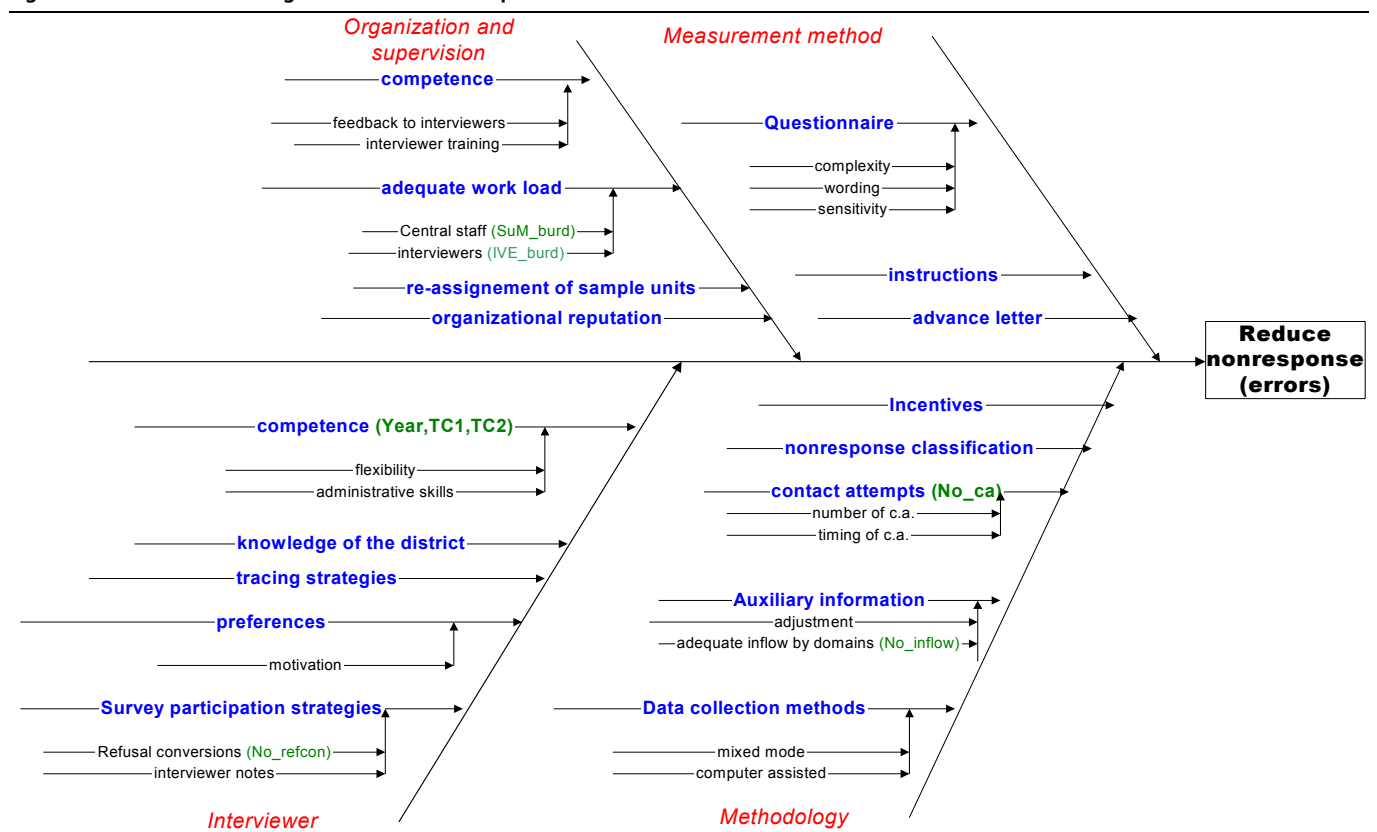 Organization and
supervision
competence
feedback to interviewers
interviewer training
adequate work load
Central staff (SuM_burd)
interviewers (IVE_burd)
re-assignement of sample units
organizational reputation
Measurement method
Questionnaire
complexity
wording
sensitivity
instructions
advance letter
Reduce
nonresponse
(errors)
competence (Year,TC1,TC2)
flexibility
administrative skills
knowledge of the district
tracing strategies
preferences
motivation
Survey participation strategies
Refusal conversions (No_refcon)
interviewer notes
Interviewer
Incentives
nonresponse classification
contact attempts (No_ca)
number of c.a.
timing of c.a.
Auxiliary information
adjustment
adequate inflow by domains (No_inflow)
Data collection methods
mixed mode
computer assisted
Methodology